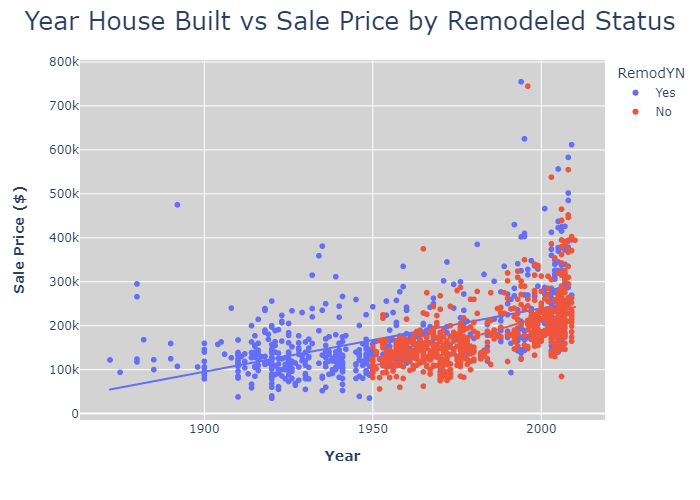 Year House Built vs Sale Price by Remodeled Status
800k
700k
600k
500k
400k
300k
200k
100k
0
Sale Price ($)
1900
1950
2000
Year
RemodYN
Yes
No